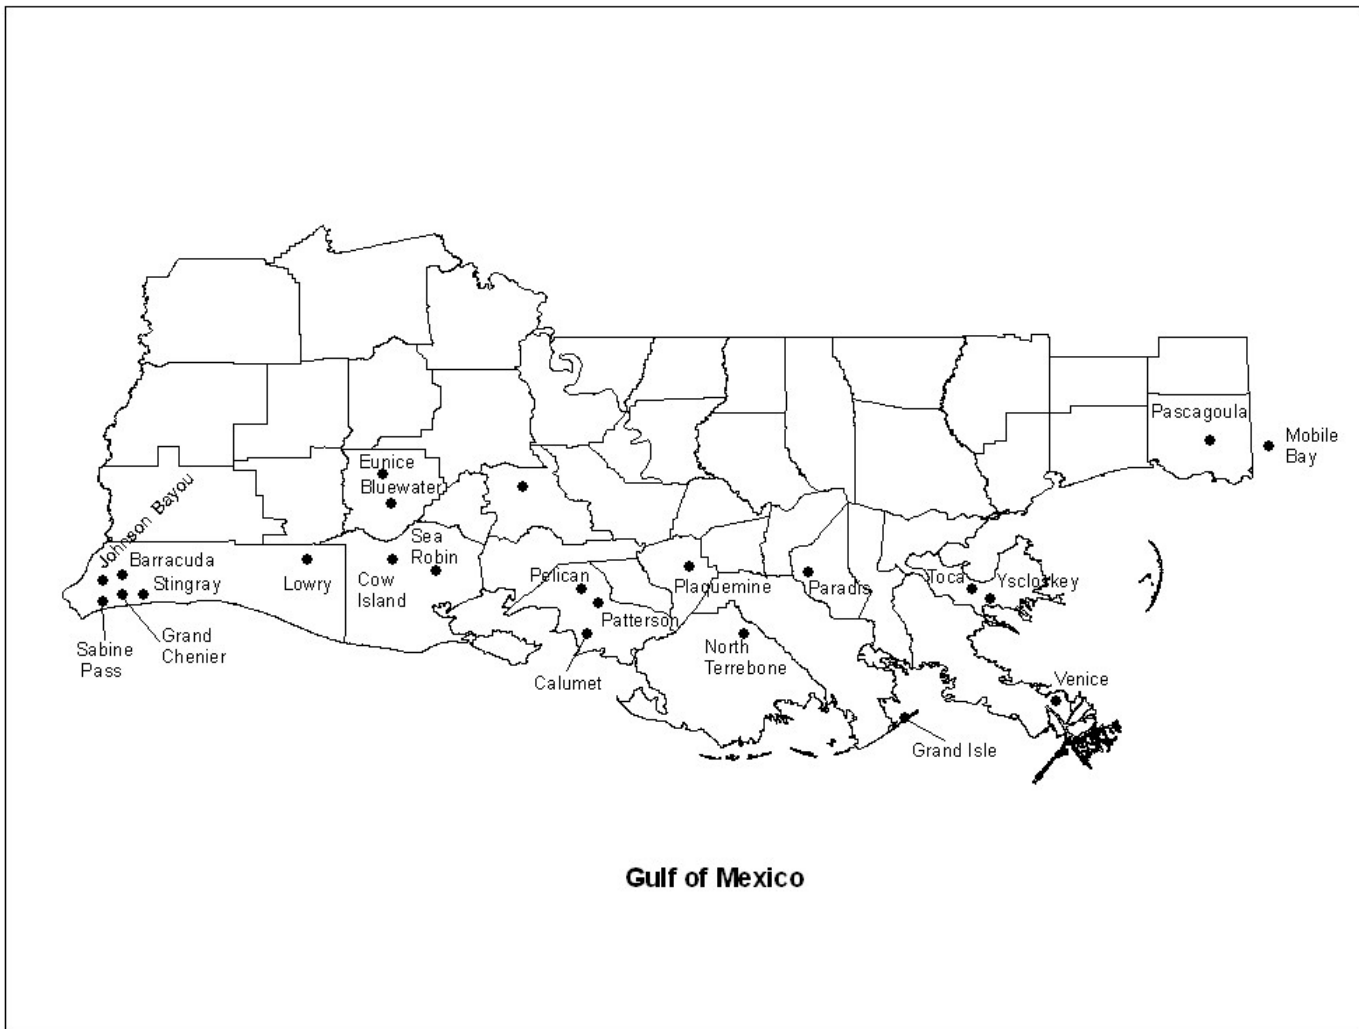 Pascagoula
Mobile
Bay
Eunice
Bluewater
Johnson Bayou
Sea
Robin
Barracuda
Stingray
Lowry
Cow
Island
Pelican
Patterson
Plaquemine
Paradis
Toca
Yscloskey
Sabine
Pass
Grand
Chenier
Calumet
North
Terrebone
Venice
Grand Isle
Gulf of Mexico